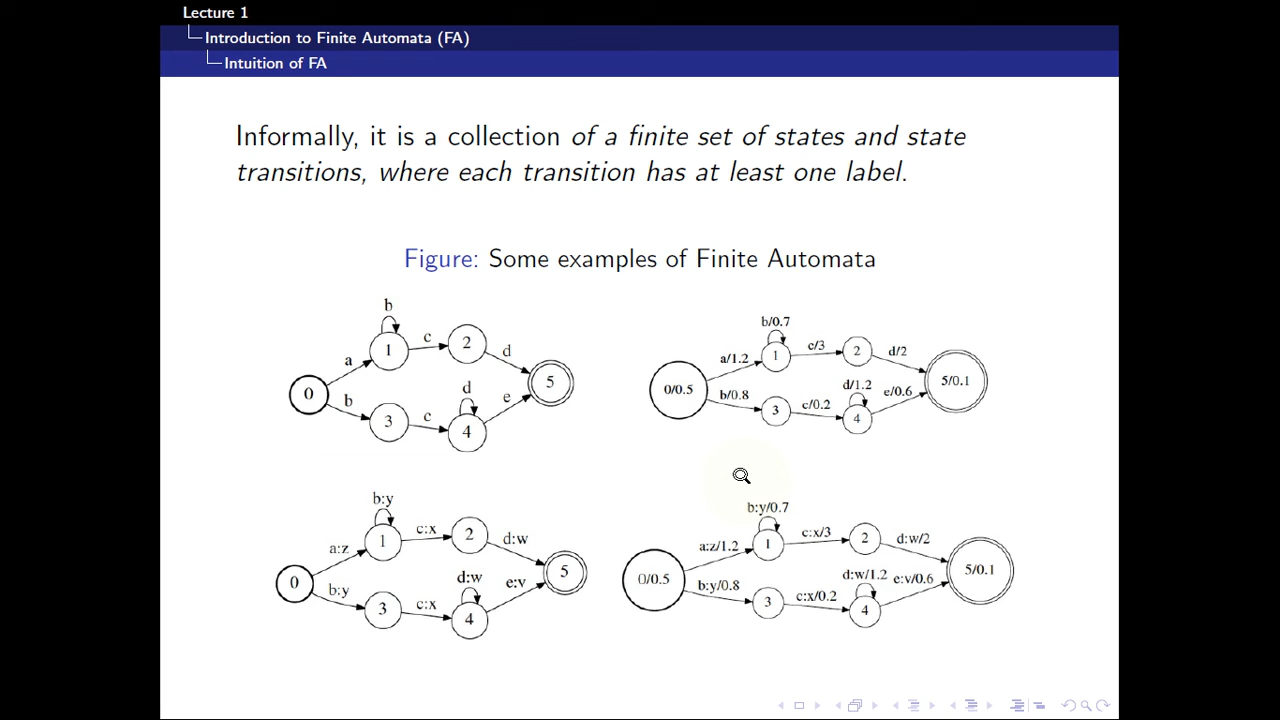 Lecture 1
Introduction to Finite Automata (FA)
Intuition of FA
Informally, it is a collection of a finite set of states and state
transitions, where each transition has at least one label.
Figure: Some examples of Finite Automata
b
1
c
2
a
d
0
5
b
d
e
3
c
4
b/0.7
c/3
1
2
d/2
a/1.2
0/0.5
5/0.1
b/0.8
d/1.2
e/0.6
3
c/0.2
4
b:y
c:x
1
2
d:w
a:z
0
5
b:y
d:w
e:v
3
c:x
4
b:y/0.7
c:x/3
1
2
d:w/2
a:z/1.2
0/0.5
5/0.1
b:y/0.8
d:w/1.2
e:v/0.6
3
c:x/0.2
4